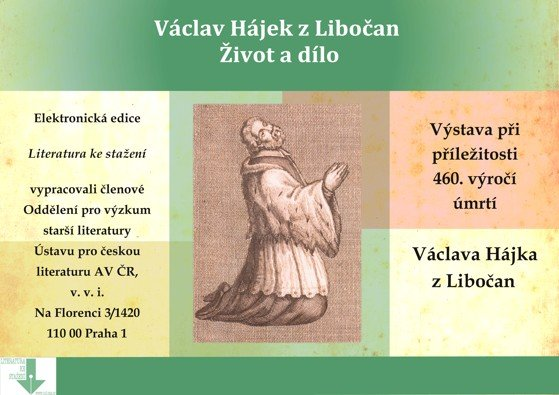 Václav Hájek z Libočan
Život a dílo
Elektronická edice
Literatura ke stažení
vypracovali členové
Oddělení pro výzkum
starší literatury
Ústavu pro českou
literaturu AV ČR,
v. v. i.
Na Florenci 3/1420
110 00 Praha 1
Výstava při
příležitosti
460. výročí
úmrtí
Václava Hájka
z Libočan
LITERATURA
KE
STAŽENÍ